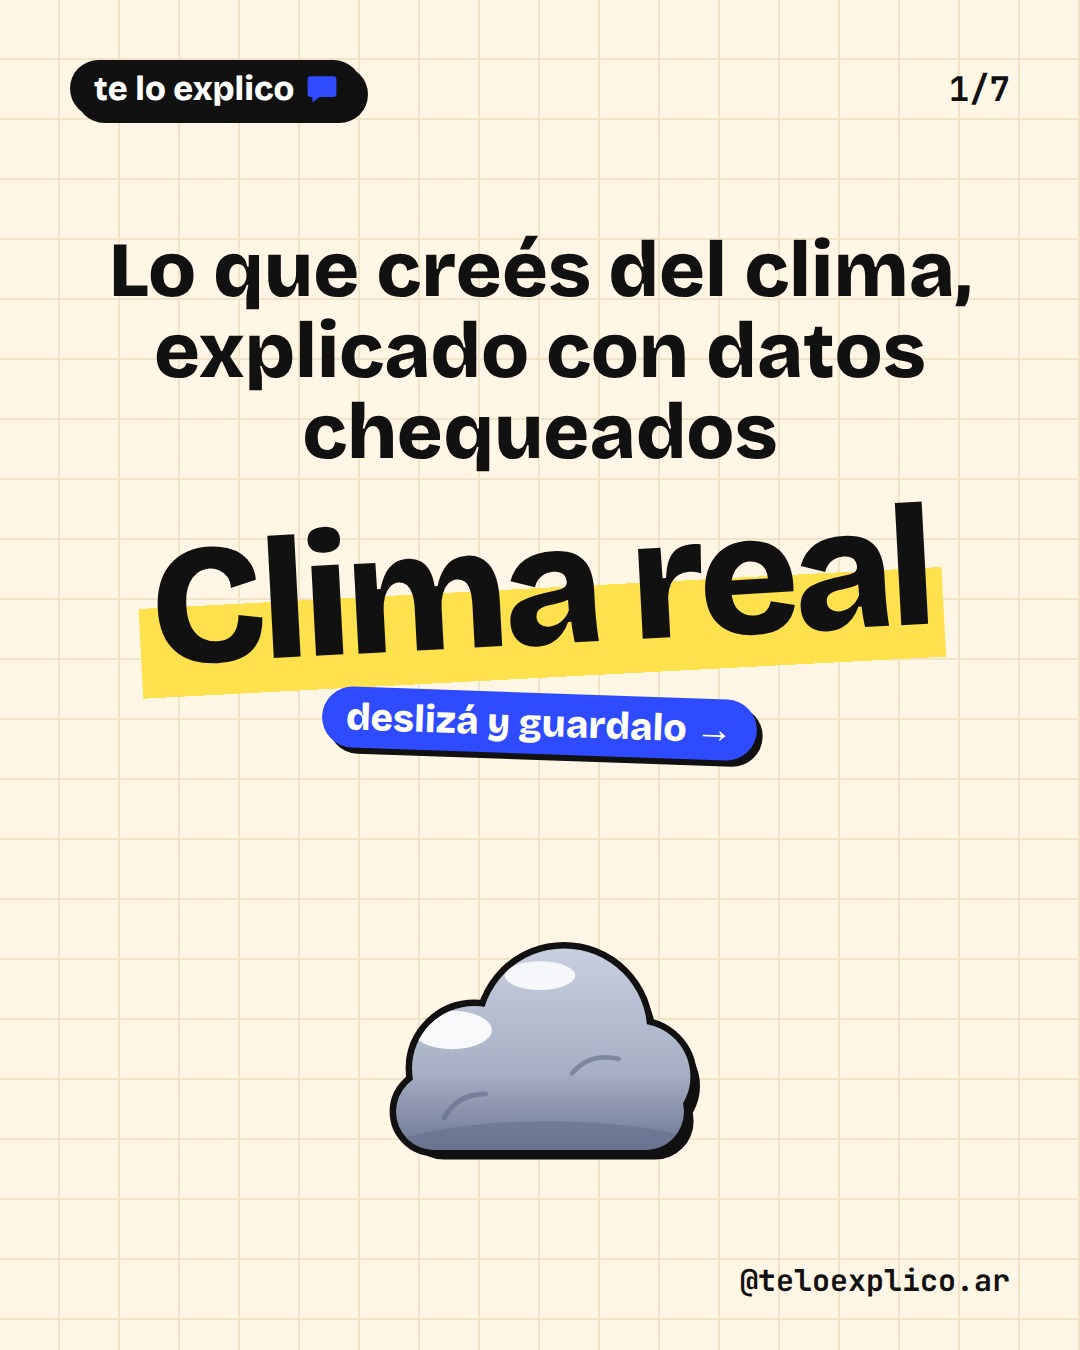 te lo explico
1/7
Lo que creés del clima,
explicado con datos
chequeados
Clima real
deslizá y guardalo →
@teloexplico.ar